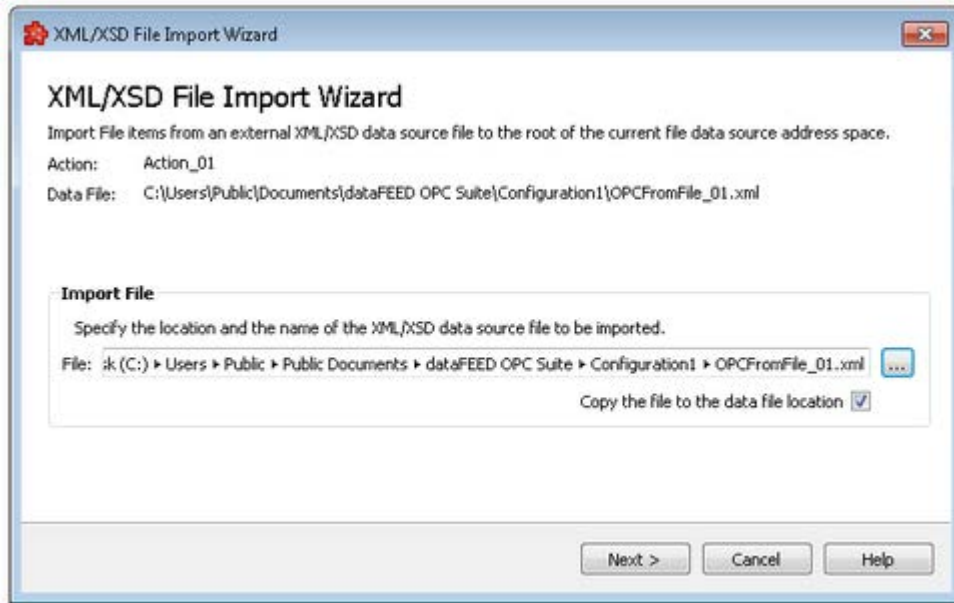 XML/XSD File Import Wizard
XML/XSD File Import Wizard
Import File items from an external XML/XSD data source file to the root of the current file data source address space.
Action: Action_01
Data File: C:\Users\Public\Documents\dataFEED OPC Suite\Configuration1\OPCFromFile_01.xml
Import File
Specify the location and the name of the XML/XSD data source file to be imported.
File: sk (C:) ▸ Users ▸ Public ▸ Public Documents ▸ dataFEED OPC Suite ▸ Configuration1 ▸ OPCFromFile_01.xml ...
Copy the file to the data file location
Next > Cancel Help